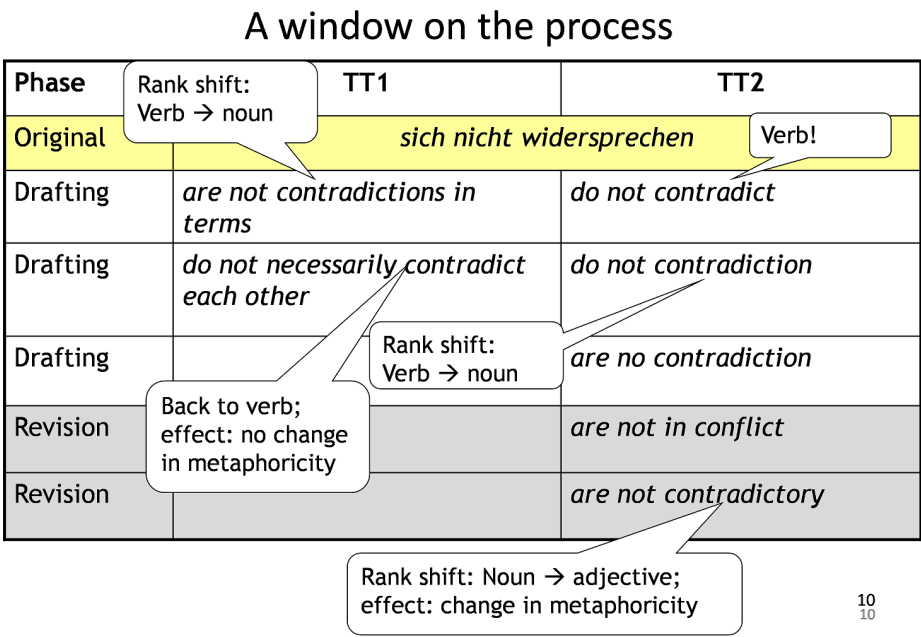 A window on the process
Phase
TT1
TT2
Rank shift:
Verb → noun
Original
sich nicht widersprechen
Verb!
Drafting
are not contradictions in
terms
do not contradict
Drafting
do not necessarily contradict
each other
do not contradiction
Rank shift:
Verb → noun
Drafting
are no contradiction
Back to verb;
effect: no change
in metaphoricity
Revision
are not in conflict
Revision
are not contradictory
Rank shift: Noun → adjective;
effect: change in metaphoricity
10
10